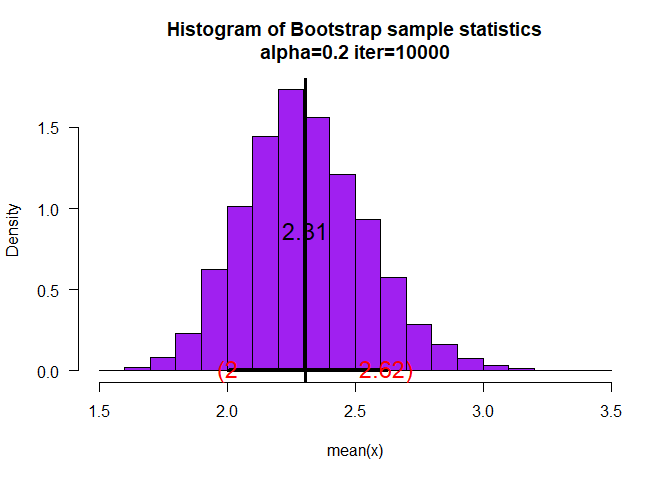 Histogram of Bootstrap sample statistics
alpha=0.2 iter=10000
Density
1.5
1.0
0.5
0.0
2.31
(2
2.62)
1.5 2.0 2.5 3.0 3.5
mean(x)